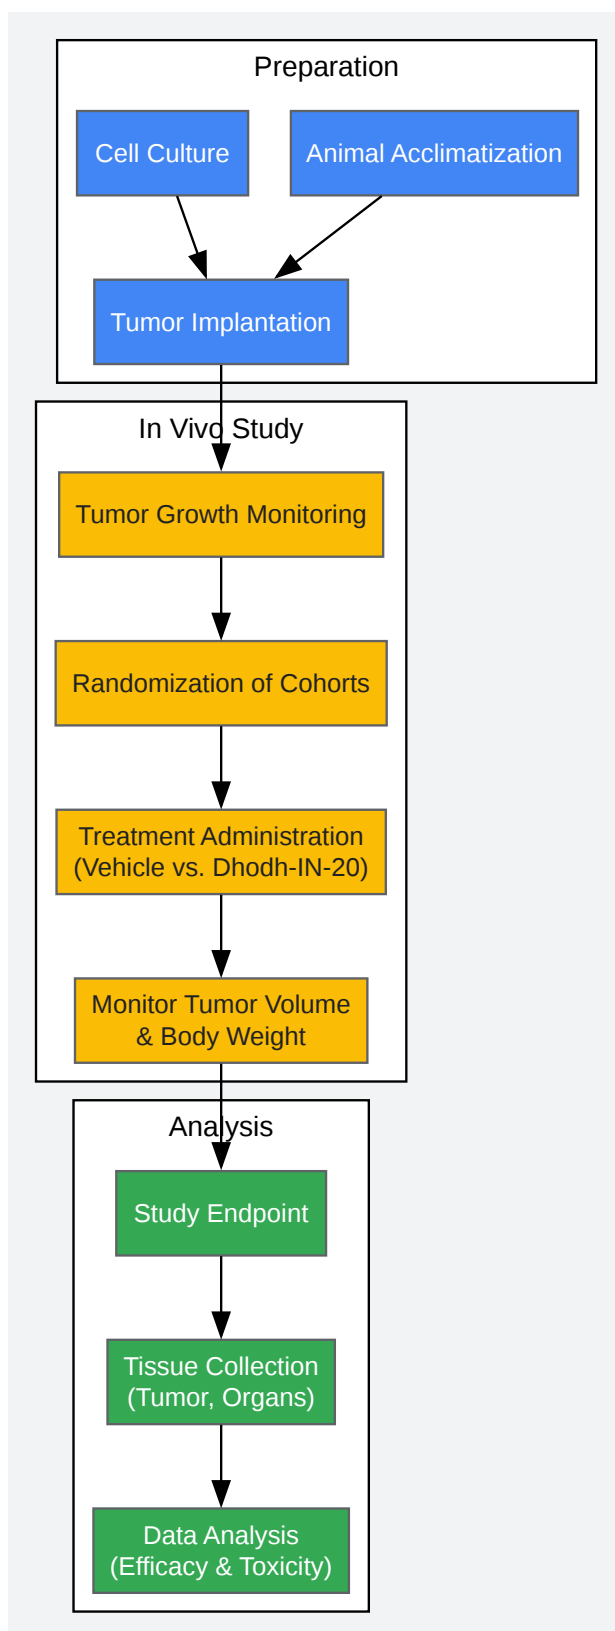 Preparation
Cell Culture
Animal Acclimatization
Tumor Implantation
In Vivo Study
Tumor Growth Monitoring
Randomization of Cohorts
Treatment Administration
(Vehicle vs. Dhodh-IN-20)
Monitor Tumor Volume
& Body Weight
Analysis
Study Endpoint
Tissue Collection
(Tumor, Organs)
Data Analysis
(Efficacy & Toxicity)